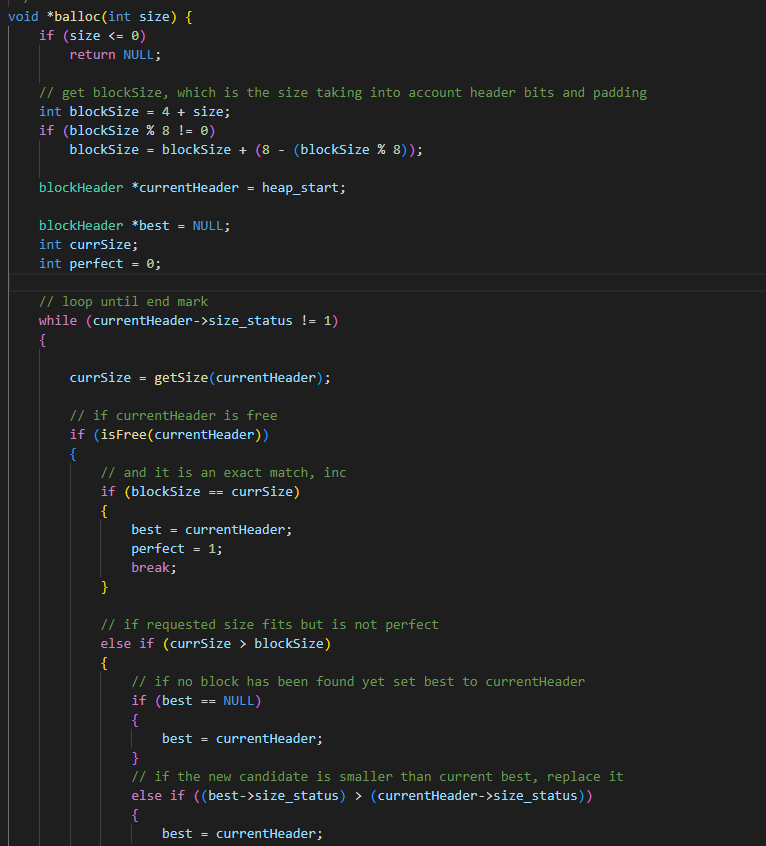 void *balloc(int size) {
    if (size <= 0)
        return NULL;

    // get blockSize, which is the size taking into account header bits and padding
    int blockSize = 4 + size;
    if (blockSize % 8 != 0)
        blockSize = blockSize + (8 - (blockSize % 8));

    blockHeader *currentHeader = heap_start;

    blockHeader *best = NULL;
    int currSize;
    int perfect = 0;

    // loop until end mark
    while (currentHeader->size_status != 1)
    {

        currSize = getSize(currentHeader);

        // if currentHeader is free
        if (isFree(currentHeader))
        {
            // and it is an exact match, inc
            if (blockSize == currSize)
            {
                best = currentHeader;
                perfect = 1;
                break;
            }

            // if requested size fits but is not perfect
            else if (currSize > blockSize)
            {
                // if no block has been found yet set best to currentHeader
                if (best == NULL)
                {
                    best = currentHeader;
                }
                // if the new candidate is smaller than current best, replace it
                else if ((best->size_status) > (currentHeader->size_status))
                {
                    best = currentHeader;